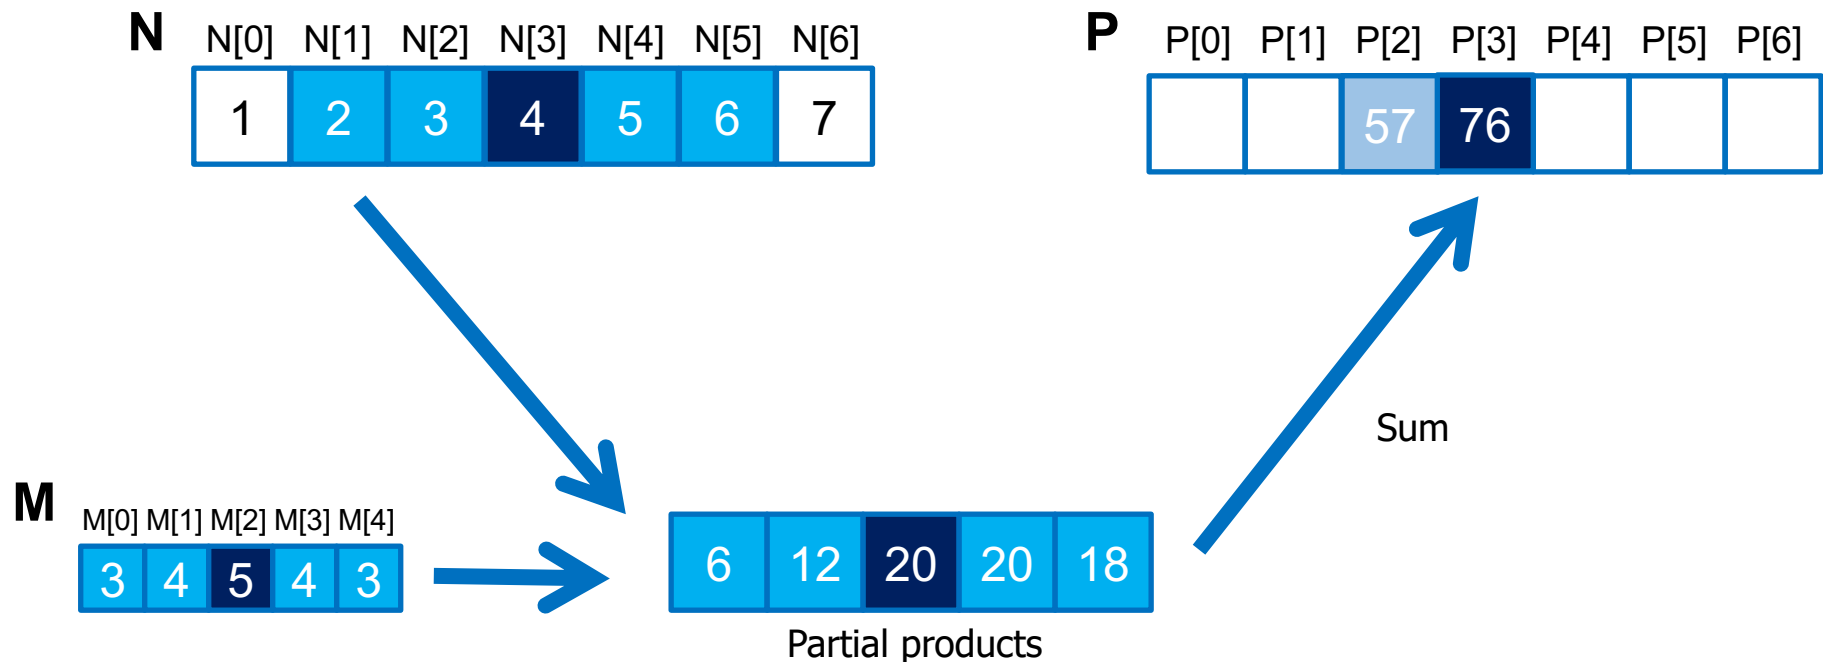 N N[0] N[1] N[2] N[3] N[4] N[5] N[6]
1 2 3 4 5 6 7
P P[0] P[1] P[2] P[3] P[4] P[5] P[6]
57 76
Sum
M M[0] M[1] M[2] M[3] M[4]
3 4 5 4 3
6 12 20 20 18
Partial products